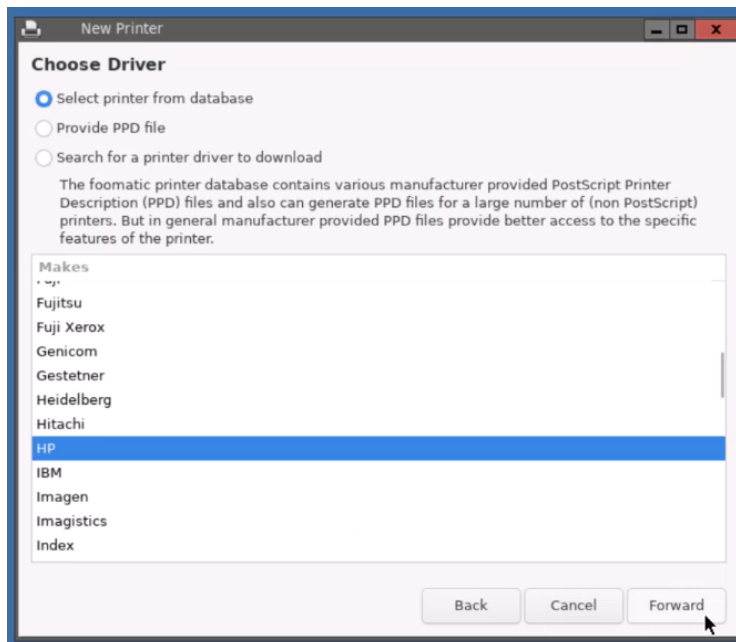 New Printer
Choose Driver
Select printer from database
Provide PPD file
Search for a printer driver to download
The foomatic printer database contains various manufacturer provided PostScript Printer
Description (PPD) files and also can generate PPD files for a large number of (non PostScript)
printers. But in general manufacturer provided PPD files provide better access to the specific
features of the printer.
Makes
Fujitsu
Fuji Xerox
Genicom
Gestetner
Heidelberg
Hitachi
HP
IBM
Imagen
Imagistics
Index
Back Cancel Forward